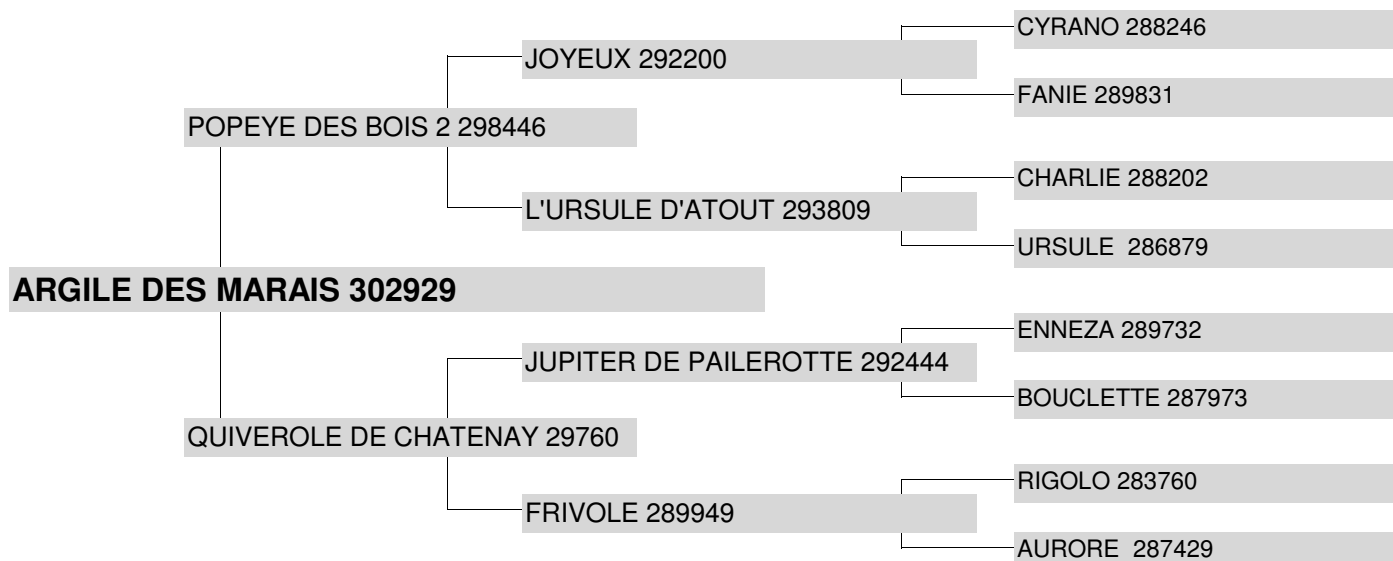 CYRANO 288246
JOYEUX 292200
FANIE 289831
POPEYE DES BOIS 2 298446
CHARLIE 288202
L'URSULE D'ATOUT 293809
URSULE 286879
ARGILE DES MARAIS 302929
ENNEZA 289732
JUPITER DE PAILEROTTE 292444
BOUCLETTE 287973
QUIVEROLE DE CHATENAY 29760
RIGOLO 283760
FRIVOLE 289949
AURORE 287429